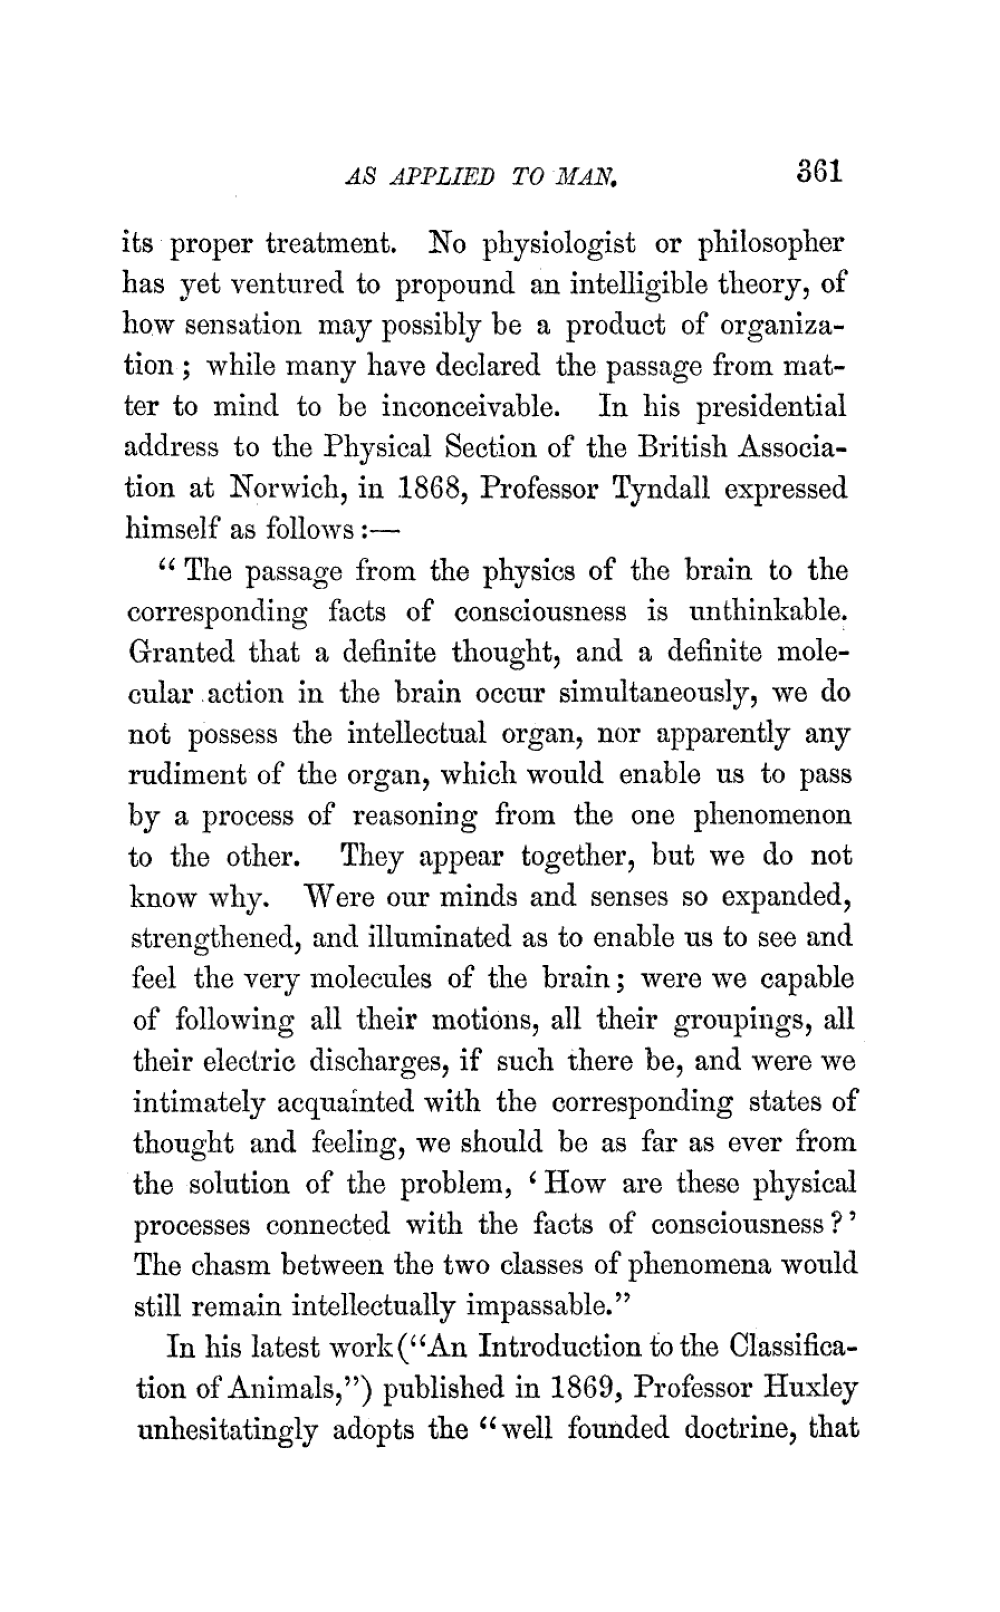 AS APPLIED TO MAN. 361
its proper treatment. No physiologist or philosopher
has yet ventured to propound an intelligible theory, of
how sensation may possibly be a product of organiza-
tion; while many have declared the passage from mat-
ter to mind to be inconceivable. In his presidential
address to the Physical Section of the British Associa-
tion at Norwich, in 1868, Professor Tyndall expressed
himself as follows:—
“The passage from the physics of the brain to the
corresponding facts of consciousness is unthinkable.
Granted that a definite thought, and a definite mole-
cular action in the brain occur simultaneously, we do
not possess the intellectual organ, nor apparently any
rudiment of the organ, which would enable us to pass
by a process of reasoning from the one phenomenon
to the other. They appear together, but we do not
know why. Were our minds and senses so expanded,
strengthened, and illuminated as to enable us to see and
feel the very molecules of the brain; were we capable
of following all their motions, all their groupings, all
their electric discharges, if such there be, and were we
intimately acquainted with the corresponding states of
thought and feeling, we should be as far as ever from
the solution of the problem, ‘How are these physical
processes connected with the facts of consciousness?’
The chasm between the two classes of phenomena would
still remain intellectually impassable.”
In his latest work (“An Introduction to the Classifica-
tion of Animals,”) published in 1869, Professor Huxley
unhesitatingly adopts the “well founded doctrine, that